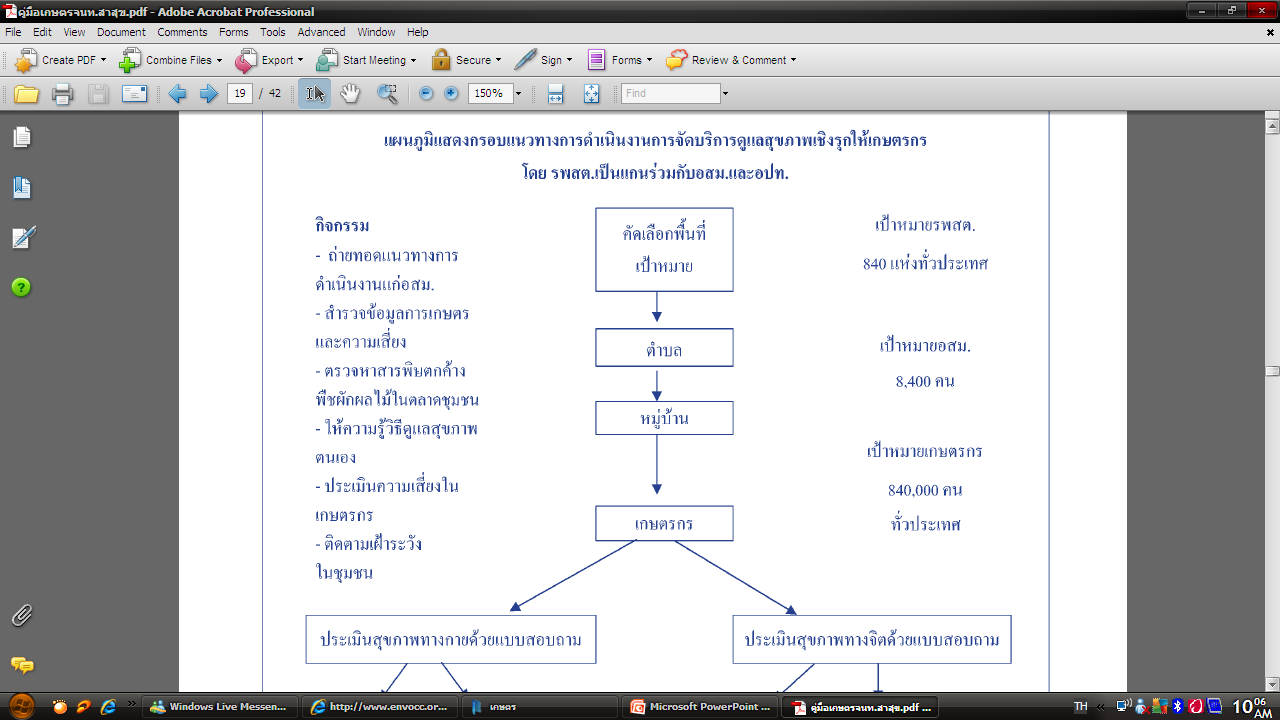 คู่มือเกษตรจนท.สาสุข.pdf - Adobe Acrobat Professional
File Edit View Document Comments Forms Tools Advanced Window Help
Create PDF Combine Files Export Start Meeting Secure Sign Forms Review & Comment
19 / 42 150% Find
แผนภูมิแสดงกรอบแนวทางการดำเนินงานการจัดบริการดูแลสุขภาพเชิงรุกให้เกษตรกร
โดย รพสต.เป็นแกนร่วมกับอสม.และอปท.
กิจกรรม
- ถ่ายทอดแนวทางการ
ดำเนินงานแก่อสม.
- สำรวจข้อมูลการเกษตร
และความเสี่ยง
- ตรวจหาสารพิษตกค้าง
พืชผักผลไม้ในตลาดชุมชน
- ให้ความรู้วิธีดูแลสุขภาพ
ตนเอง
- ประเมินความเสี่ยงใน
เกษตรกร
- ติดตามเฝ้าระวัง
ในชุมชน
คัดเลือกพื้นที่
เป้าหมาย
ตำบล
หมู่บ้าน
เกษตรกร
เป้าหมายรพสต.
840 แห่งทั่วประเทศ
เป้าหมายอสม.
8,400 คน
เป้าหมายเกษตรกร
840,000 คน
ทั่วประเทศ
ประเมินสุขภาพทางกายด้วยแบบสอบถาม
ประเมินสุขภาพทางจิตด้วยแบบสอบถาม
Windows Live Messen... http://www.envocc.or... เกษตร Microsoft PowerPoint ... คู่มือเกษตรจนท.สาสุข.pdf ... TH 10 06 AM